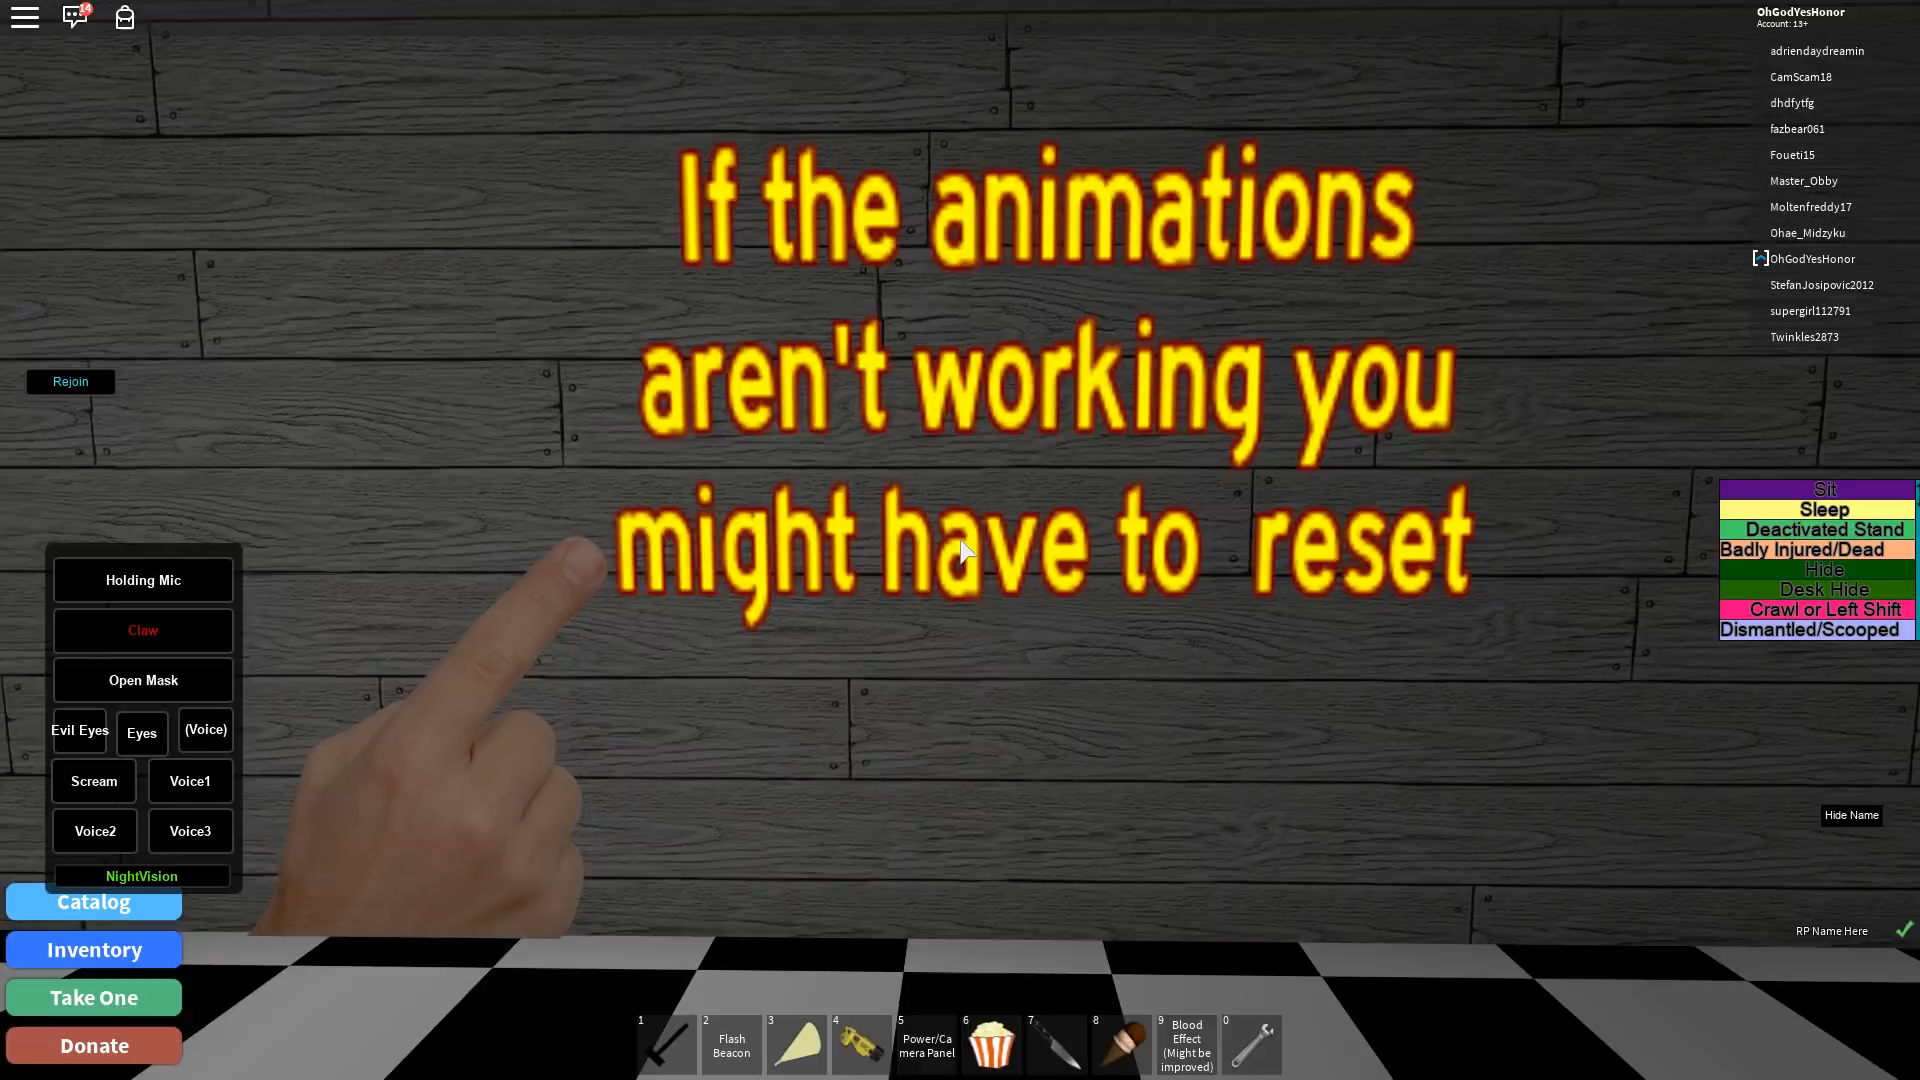 14
OhGodYesHonor
Account: 13+
adriendaydreamin
CamScam18
dhdfytfg
fazbear061
Foueti15
Master_Obby
Moltenfreddy17
Ohae_Midzyku
OhGodYesHonor
StefanJosipovic2012
supergirl112791
Twinkles2873
If the animations
aren't working you
might have to reset
Rejoin
Sit
Sleep
Deactivated Stand
Badly Injured/Dead
Hide
Desk Hide
Crawl or Left Shift
Dismantled/Scooped
Holding Mic
Claw
Open Mask
Evil Eyes
Eyes
(Voice)
Scream
Voice1
Voice2
Voice3
NightVision
Catalog
Inventory
Take One
Donate
Hide Name
RP Name Here
1
2
Flash
Beacon
3
4
5
Power/Ca
mera Panel
6
7
8
9
Blood
Effect
(Might be
improved)
0